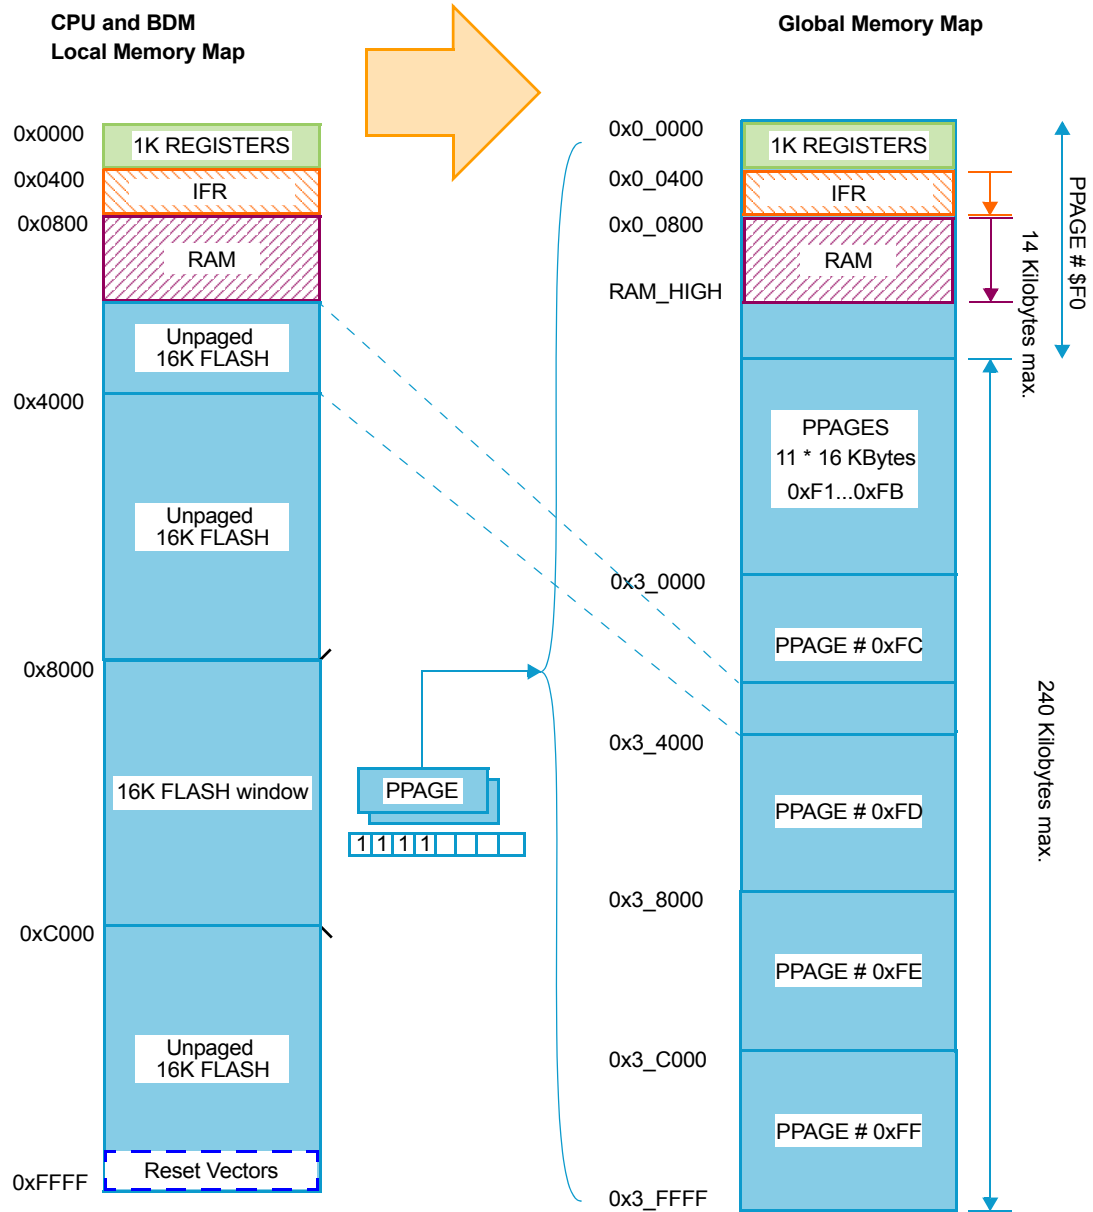 CPU and BDM
Local Memory Map
0x0000
1K REGISTERS
0x0400
IFR
0x0800
RAM
Unpaged
16K FLASH
0x4000
Unpaged
16K FLASH
0x8000
16K FLASH window
0xC000
Unpaged
16K FLASH
Reset Vectors
0xFFFF
PPAGE
1 1 1 1
Global Memory Map
0x0_0000
1K REGISTERS
0x0_0400
IFR
0x0_0800
RAM
RAM_HIGH
PPAGES
11 * 16 KBytes
0xF1...0xFB
0x3_0000
PPAGE # 0xFC
0x3_4000
PPAGE # 0xFD
0x3_8000
PPAGE # 0xFE
0x3_C000
PPAGE # 0xFF
0x3_FFFF
14 Kilobytes max.
PPAGE # $F0
240 Kilobytes max.